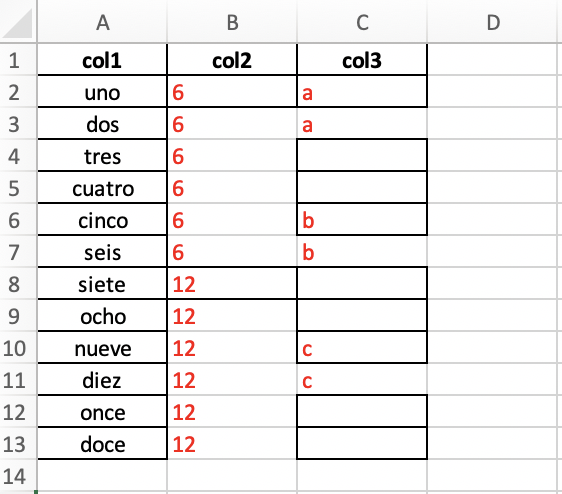 A B C D
1 col1 col2 col3
2 uno 6 a
3 dos 6 a
4 tres 6
5 cuatro 6
6 cinco 6 b
7 seis 6 b
8 siete 12
9 ocho 12
10 nueve 12 c
11 diez 12 c
12 once 12
13 doce 12
14